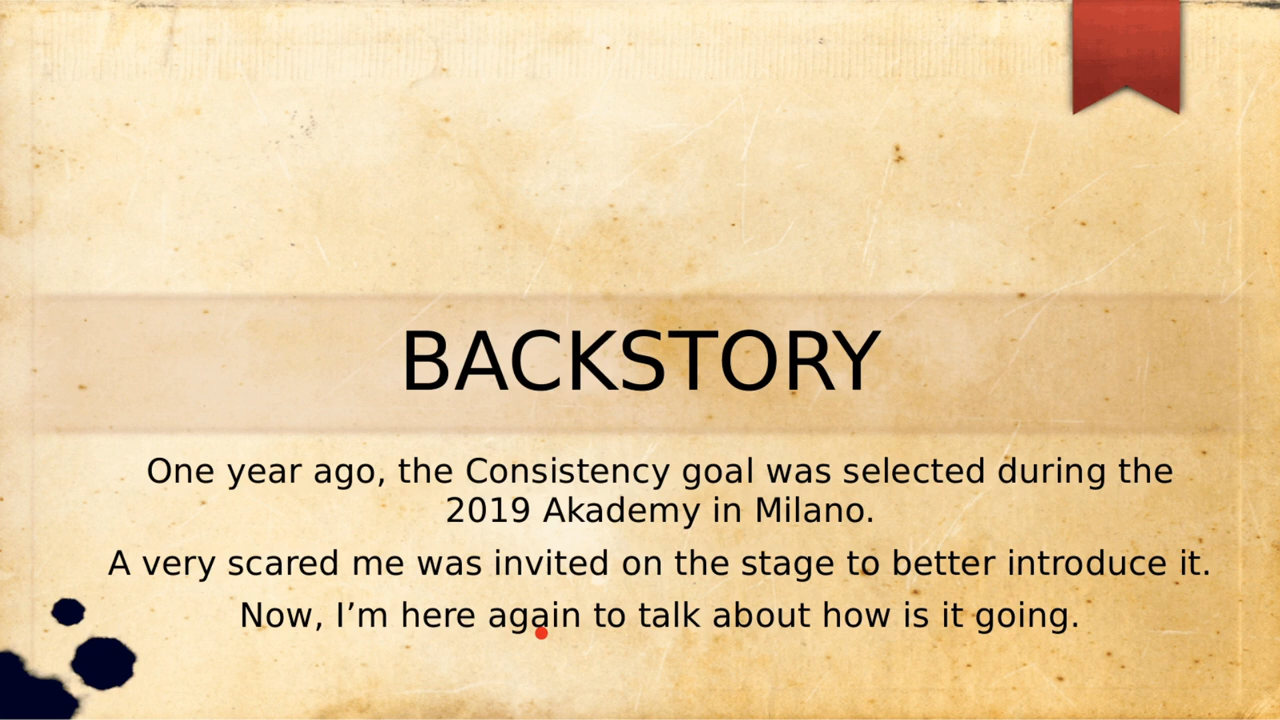 BACKSTORY
One year ago, the Consistency goal was selected during the
2019 Akademy in Milano.
A very scared me was invited on the stage to better introduce it.
Now, I’m here again to talk about how is it going.